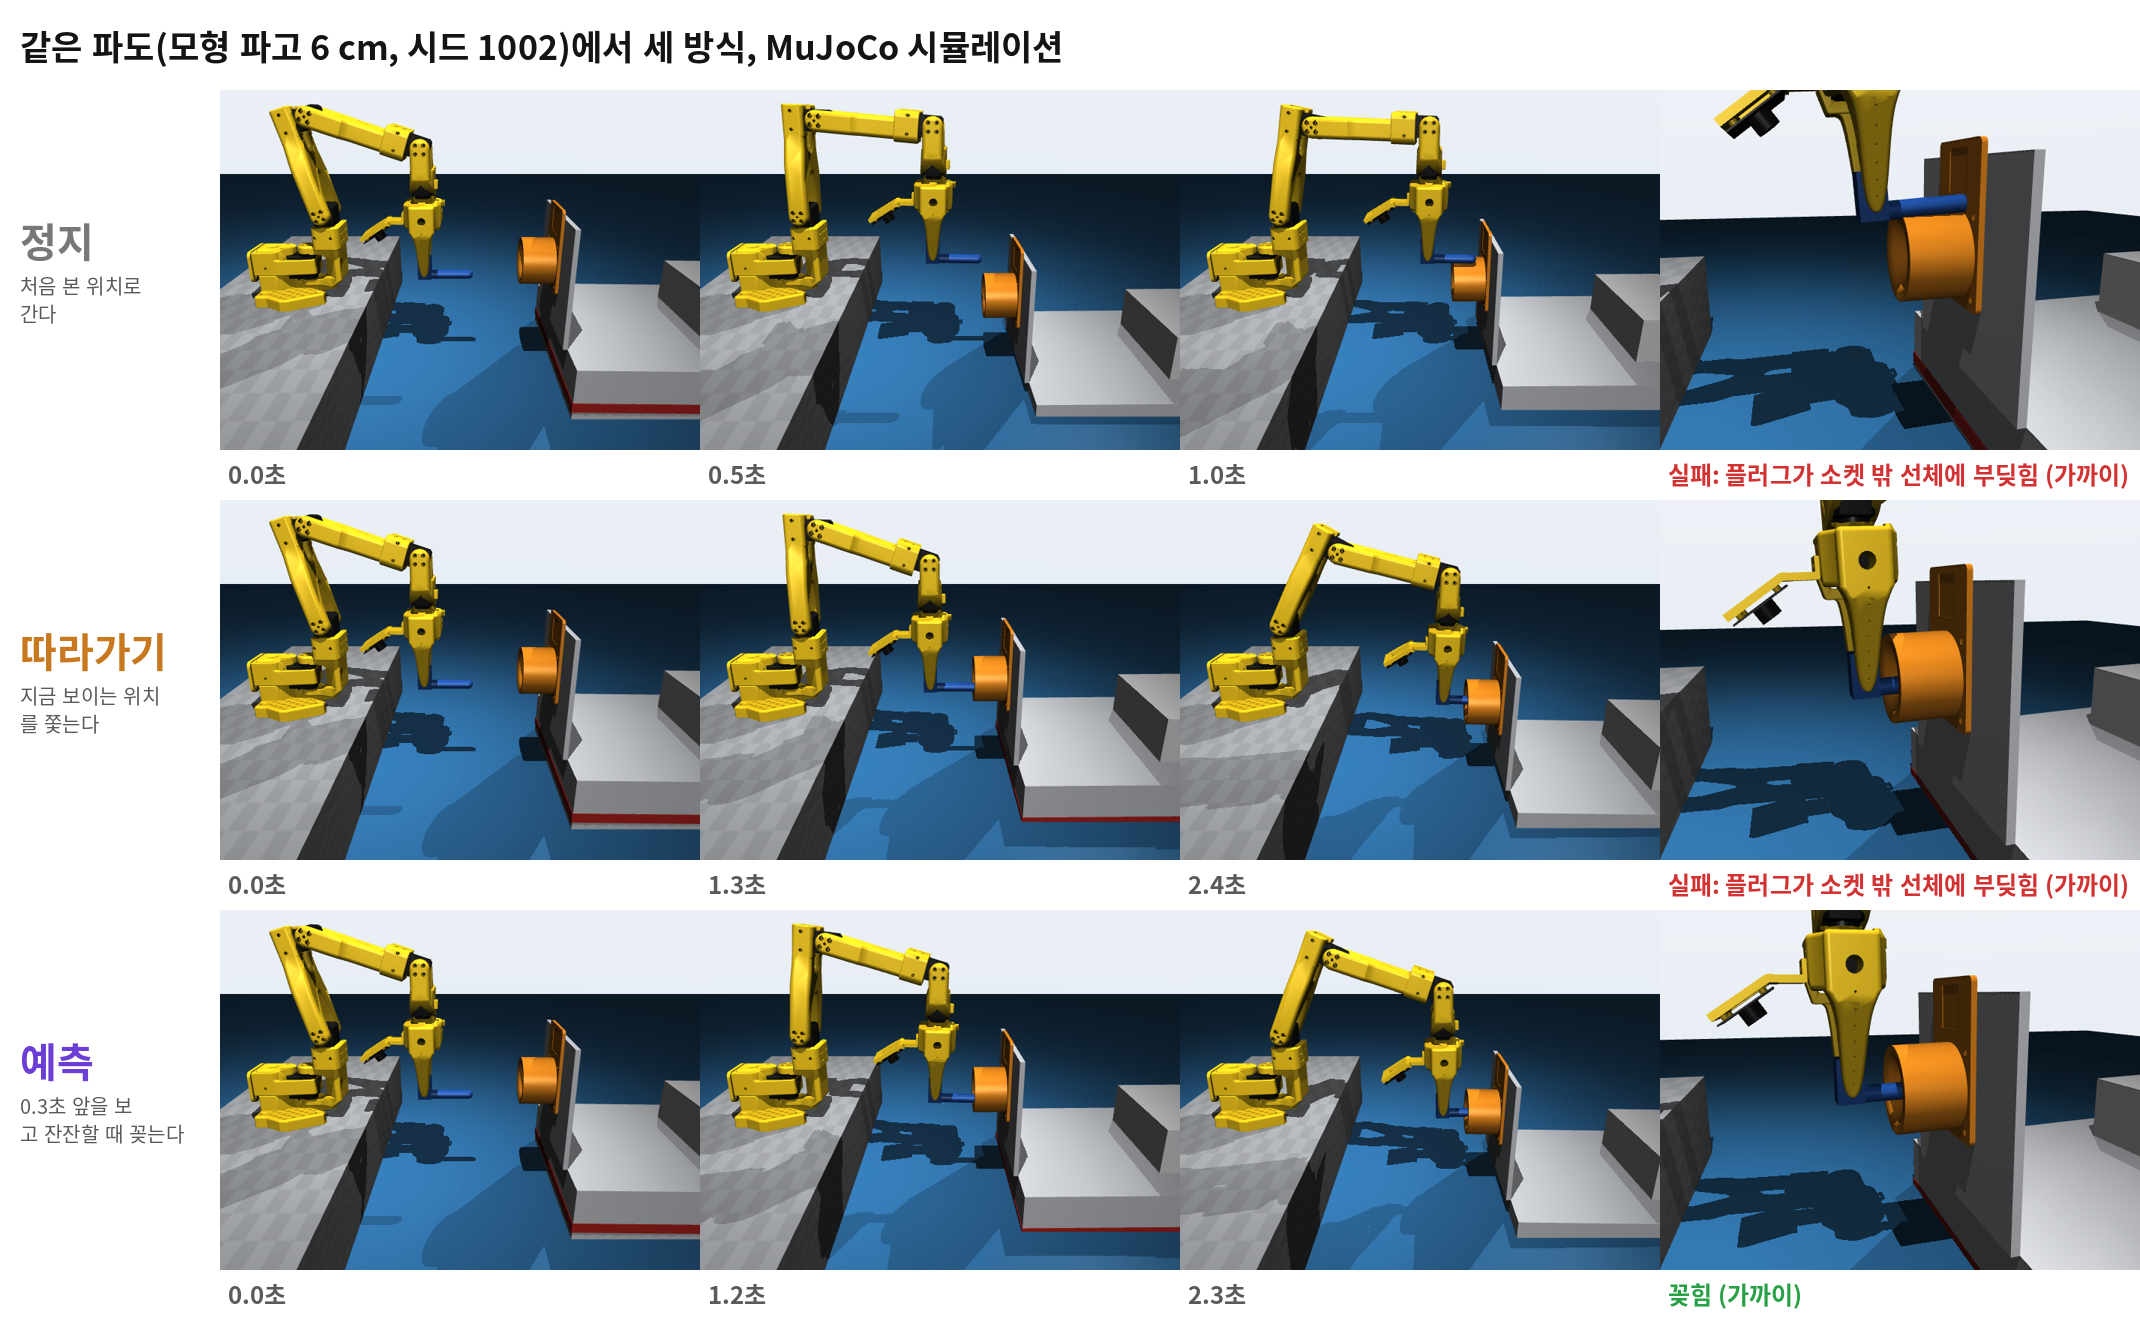 같은 파도(모형 파고 6 cm, 시드 1002)에서 세 방식, MuJoCo 시뮬레이션
정지
처음 본 위치로
간다
0.0초
0.5초
1.0초
실패: 플러그가 소켓 밖 선체에 부딪힘 (가까이)
따라가기
지금 보이는 위치
를 쫓는다
0.0초
1.3초
2.4초
실패: 플러그가 소켓 밖 선체에 부딪힘 (가까이)
예측
0.3초 앞을 보
고 잔잔할 때 꽂는다
0.0초
1.2초
2.3초
꽂힘 (가까이)